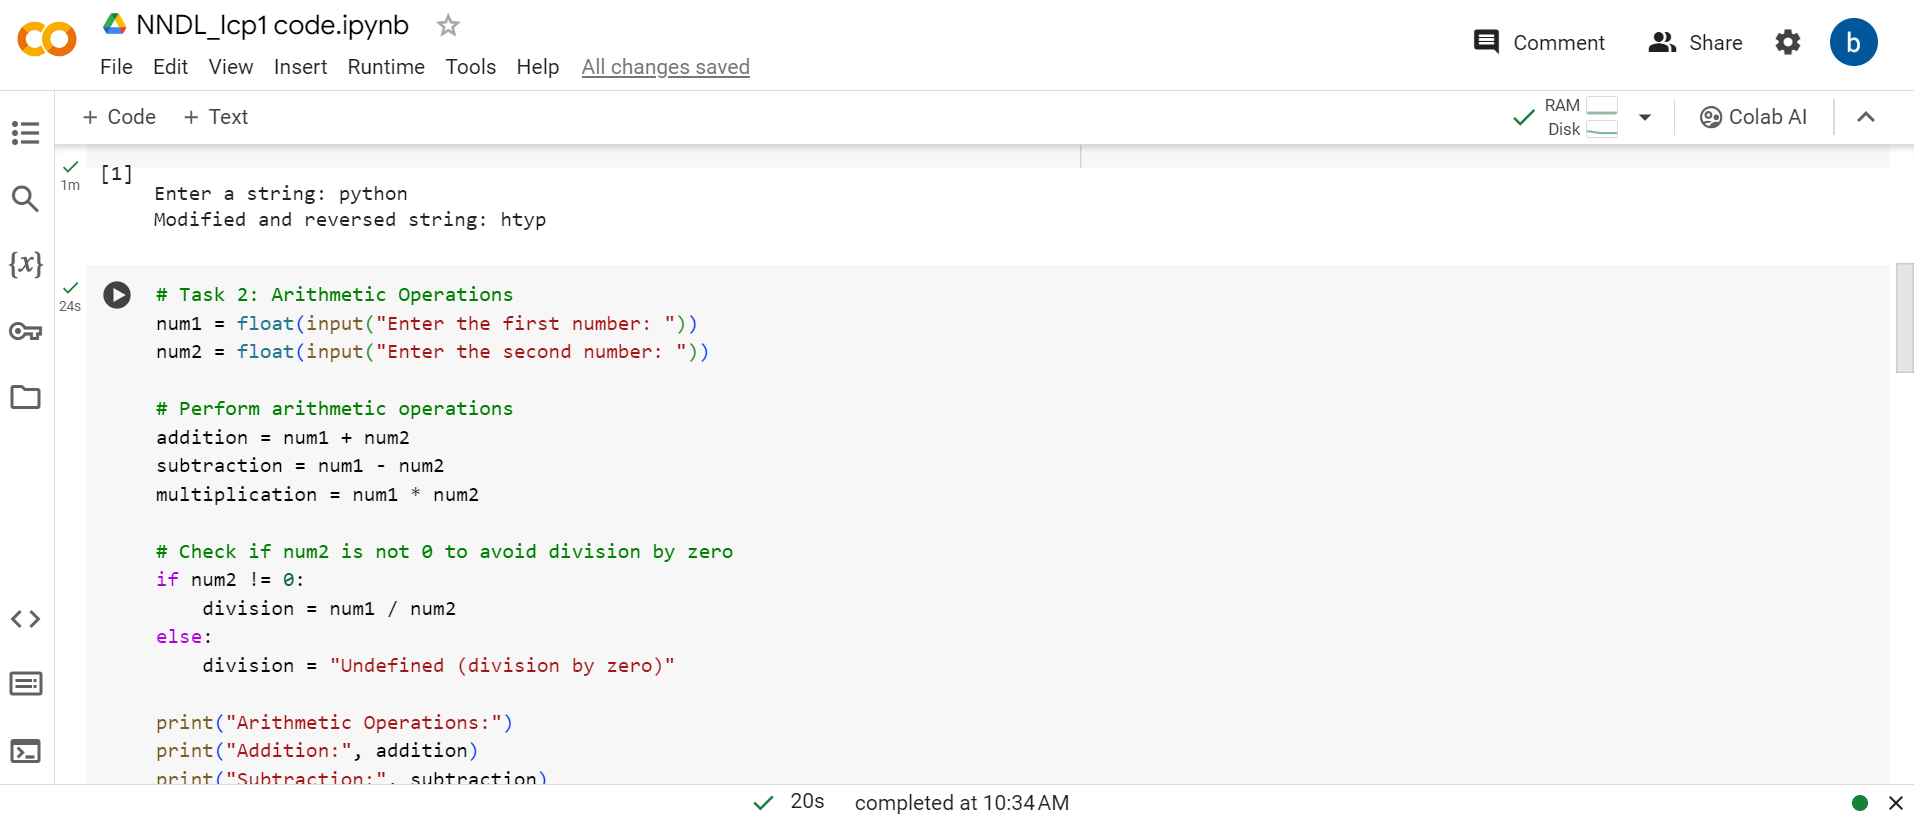 NNDL_Icp1 code.ipynb
File Edit View Insert Runtime Tools Help All changes saved
Comment Share b
+ Code + Text
RAM
Disk
Colab AI
1m
[1]
Enter a string: python
Modified and reversed string: htyp
{x}
24s
# Task 2: Arithmetic Operations
num1 = float(input("Enter the first number: "))
num2 = float(input("Enter the second number: "))
# Perform arithmetic operations
addition = num1 + num2
subtraction = num1 - num2
multiplication = num1 * num2
# Check if num2 is not 0 to avoid division by zero
if num2 != 0:
    division = num1 / num2
else:
    division = "Undefined (division by zero)"
print("Arithmetic Operations:")
print("Addition:", addition)
print("Subtraction:", subtraction)
20s completed at 10:34 AM